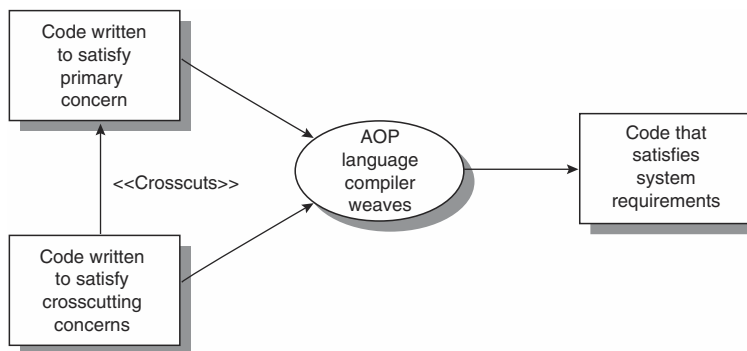 Code written
to satisfy
primary
concern
<<Crosscuts>>
Code written
to satisfy
crosscutting
concerns
AOP
language
compiler
weaves
Code that
satisfies
system
requirements